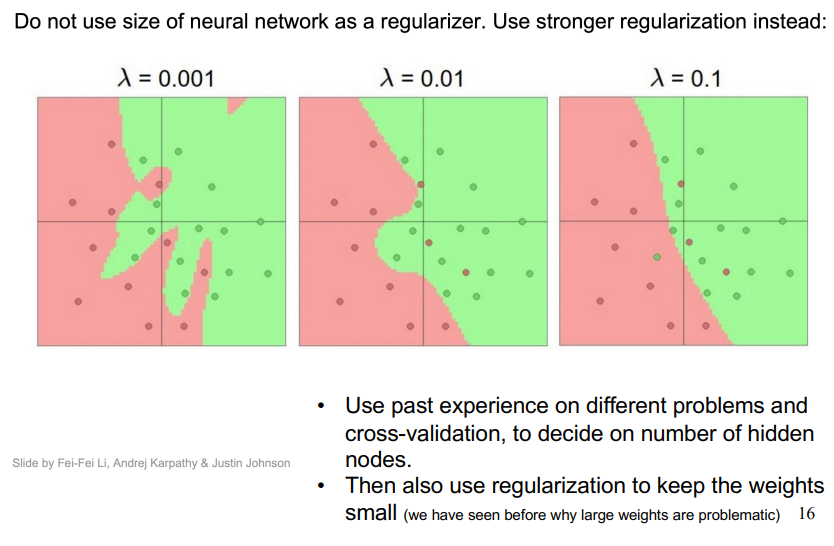 Do not use size of neural network as a regularizer. Use stronger regularization instead:
λ = 0.001
λ = 0.01
λ = 0.1
• Use past experience on different problems and
cross-validation, to decide on number of hidden
nodes.
• Then also use regularization to keep the weights
small (we have seen before why large weights are problematic)
Slide by Fei-Fei Li, Andrej Karpathy & Justin Johnson
16